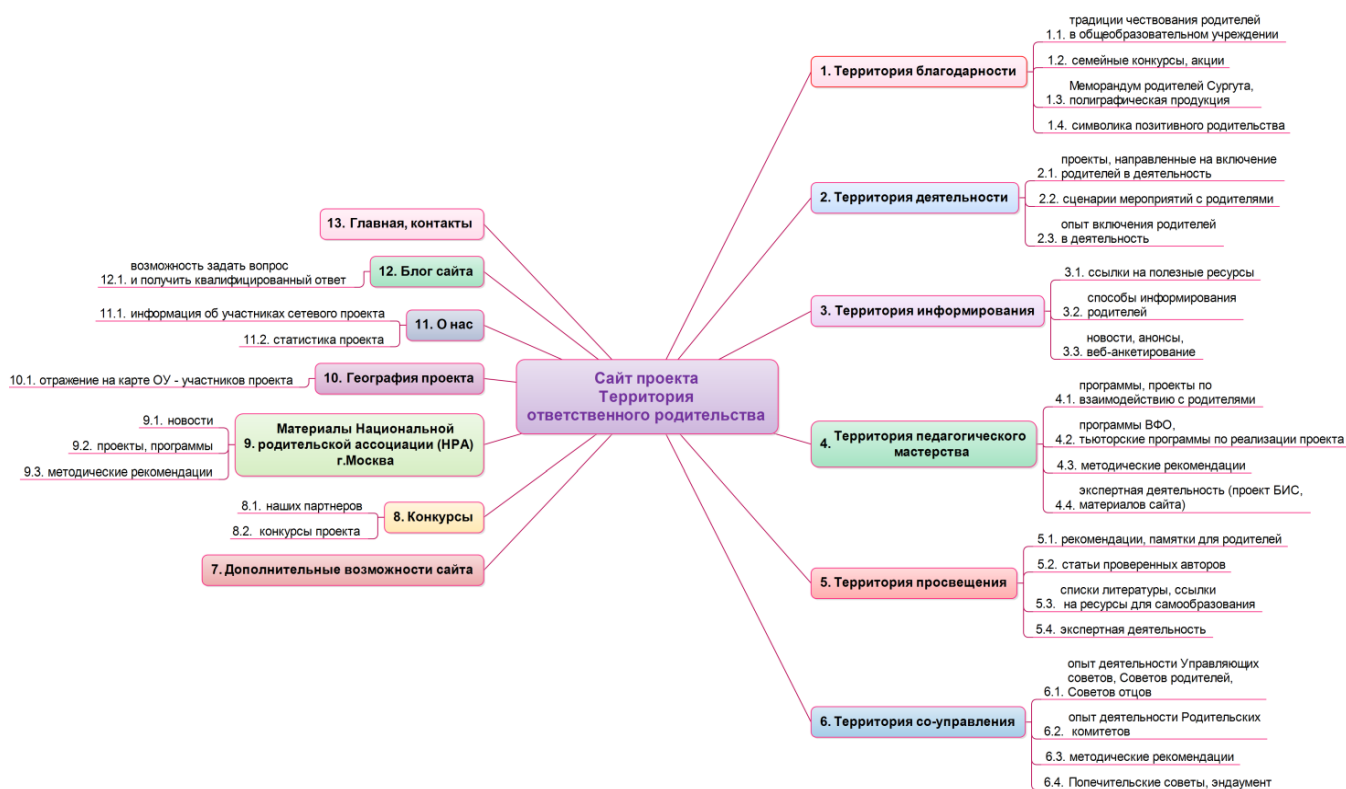 Сайт проекта
Территория
ответственного родительства
1. Территория благодарности
традиции чествования родителей
1.1. в общеобразовательном учреждении
1.2. семейные конкурсы, акции
Меморандум родителей Сургута,
1.3. полиграфическая продукция
1.4. символика позитивного родительства
2. Территория деятельности
проекты, направленные на включение
2.1. родителей в деятельность
2.2. сценарии мероприятий с родителями
опыт включения родителей
2.3. в деятельность
3. Территория информирования
3.1. ссылки на полезные ресурсы
способы информирования
3.2. родителей
новости, анонсы,
3.3. веб-анкетирование
Территория педагогического
4. мастерства
программы, проекты по
4.1. взаимодействию с родителями
программы ВФО,
4.2. тьюторские программы по реализации проекта
4.3. методические рекомендации
экспертная деятельность (проект БИС,
4.4. материалов сайта)
5. Территория просвещения
5.1. рекомендации, памятки для родителей
5.2. статьи проверенных авторов
списки литературы, ссылки
5.3. на ресурсы для самообразования
5.4. экспертная деятельность
6. Территория со-управления
опыт деятельности Управляющих
советов, Советов родителей,
6.1. Советов отцов
опыт деятельности Родительских
6.2. комитетов
6.3. методические рекомендации
6.4. Попечительские советы, эндаумент
7. Дополнительные возможности сайта
8. Конкурсы
8.1. наших партнеров
8.2. конкурсы проекта
Материалы Национальной
9. родительской ассоциации (НРА)
г.Москва
9.1. новости
9.2. проекты, программы
9.3. методические рекомендации
10. География проекта
10.1. отражение на карте ОУ - участников проекта
11. О нас
11.1. информация об участниках сетевого проекта
11.2. статистика проекта
12. Блог сайта
возможность задать вопрос
12.1. и получить квалифицированный ответ
13. Главная, контакты